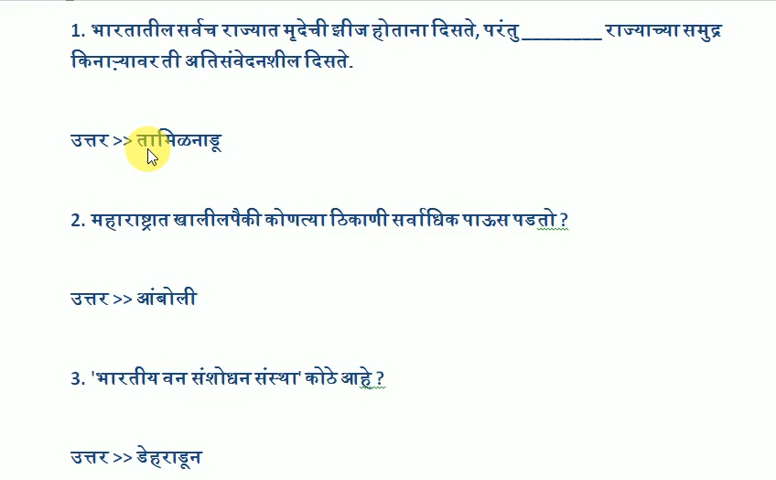 1. भारतातील सर्वच राज्यात मृदेची झीज होताना दिसते, परंतु ________ राज्याच्या समुद्र
किनाऱ्यावर ती अतिसंवेदनशील दिसते.
उत्तर >> तामिळनाडू
2. महाराष्ट्रात खालीलपैकी कोणत्या ठिकाणी सर्वाधिक पाऊस पडतो ?
उत्तर >> आंबोली
3. 'भारतीय वन संशोधन संस्था' कोठे आहे ?
उत्तर >> डेहराडून